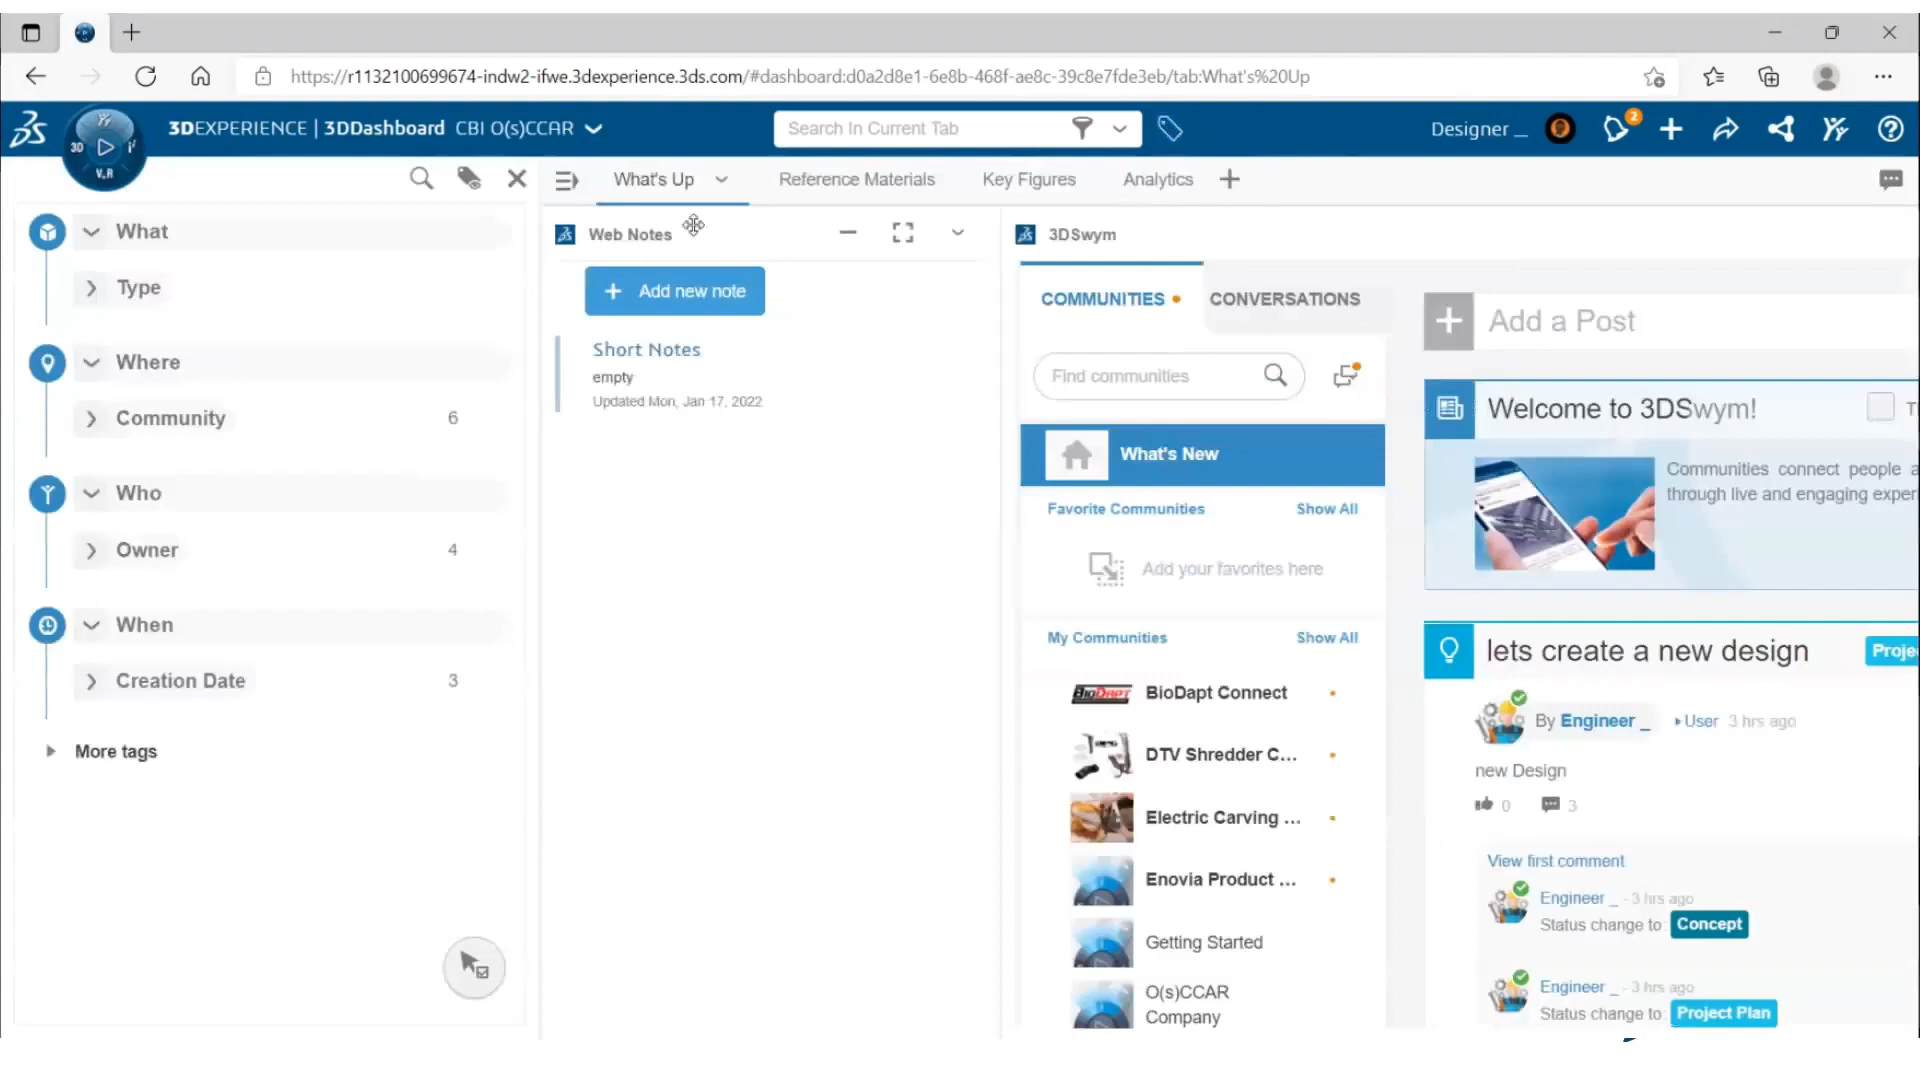 https://r1132100699674-indw2-ifwe.3dexperience.3ds.com/#dashboard:d0a2d8e1-6e8b-468f-ae8c-39c8e7fde3eb/tab:What's%20Up
3D
V.R
3DEXPERIENCE | 3DDashboard CBI O(s)CCAR
Search In Current Tab
Designer _
2
What
Type
Where
Community 6
Who
Owner 4
When
Creation Date 3
More tags
What's Up
Reference Materials
Key Figures
Analytics
Web Notes
Add new note
Short Notes
empty
Updated Mon, Jan 17, 2022
3DSwym
COMMUNITIES
CONVERSATIONS
Find communities
What's New
Favorite Communities Show All
Add your favorites here
My Communities Show All
BioDapt Connect
DTV Shredder C...
Electric Carving ...
Enovia Product ...
Getting Started
O(s)CCAR
Company
Add a Post
Welcome to 3DSwym!
Communities connect people a
through live and engaging exper
lets create a new design
Proje
By Engineer _ User 3 hrs ago
new Design
0 3
View first comment
Engineer _ - 3 hrs ago
Status change to Concept
Engineer _ - 3 hrs ago
Status change to Project Plan